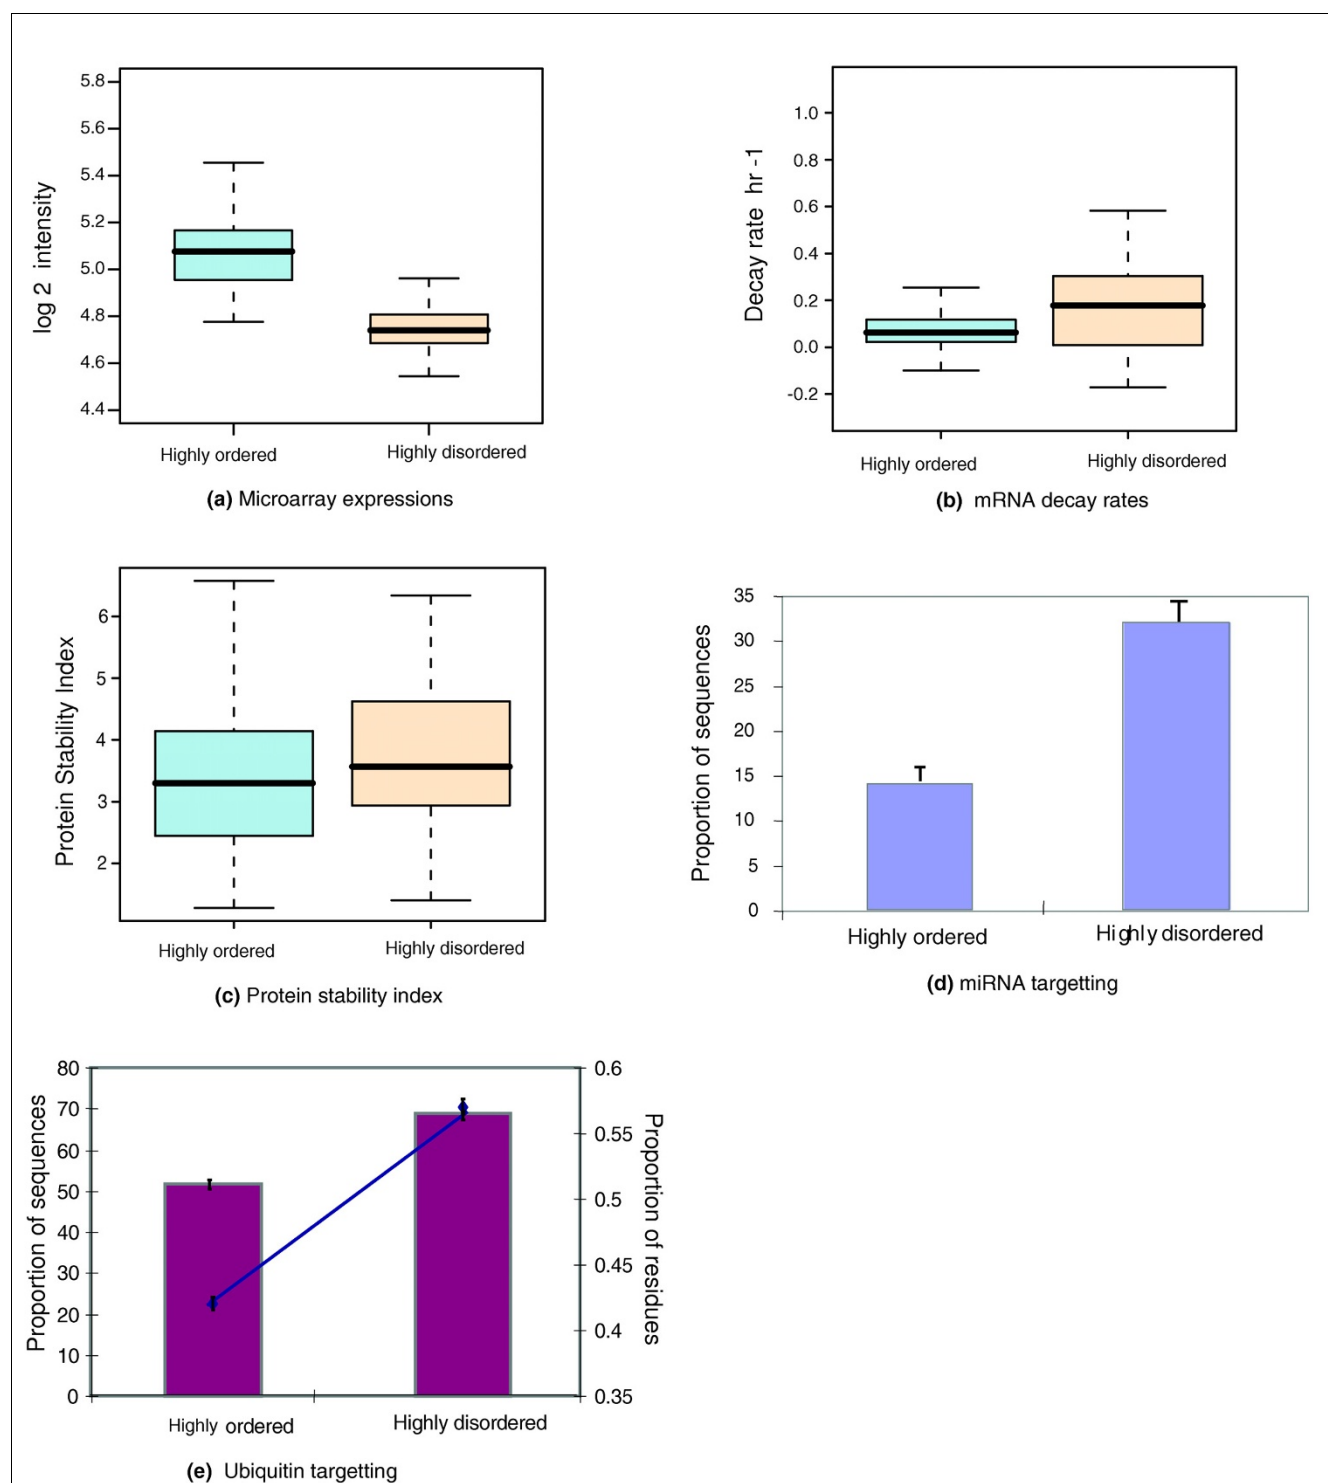 log 2 intensity
5.8
5.6
5.4
5.2
5.0
4.8
4.6
4.4
Highly ordered
Highly disordered
(a) Microarray expressions
Decay rate hr -1
1.0
0.8
0.6
0.4
0.2
0.0
-0.2
Highly ordered
Highly disordered
(b) mRNA decay rates
Protein Stability Index
6
5
4
3
2
Highly ordered
Highly disordered
(c) Protein stability index
Proportion of sequences
35
30
25
20
15
10
5
0
Highly ordered
Highly disordered
(d) miRNA targetting
Proportion of sequences
80
70
60
50
40
30
20
10
0
0.6
0.55
0.5
0.45
0.4
0.35
Proportion of residues
Highly ordered
Highly disordered
(e) Ubiquitin targetting